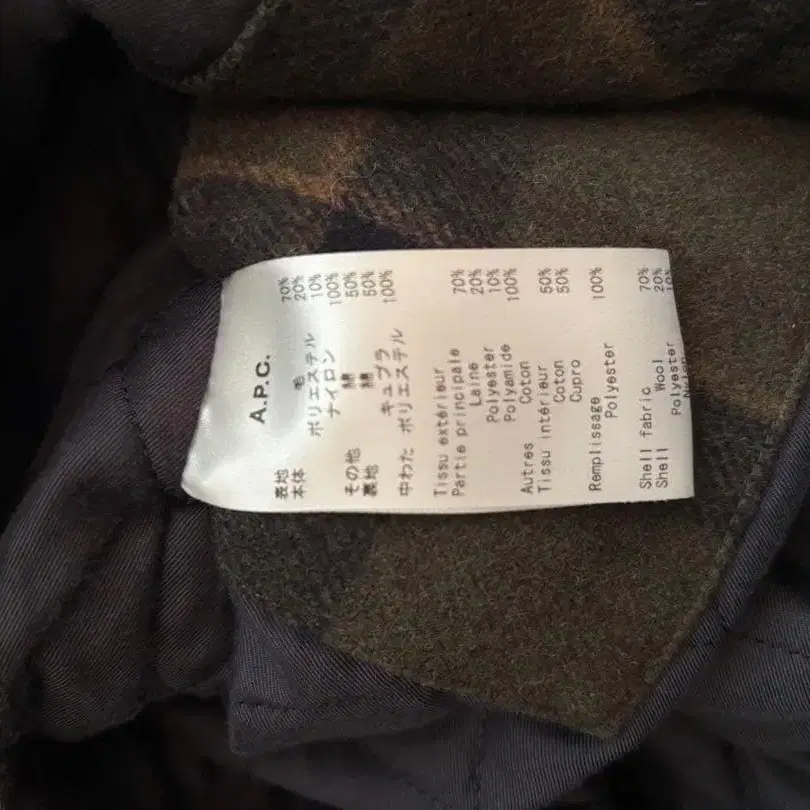 A.P.C.
表地
本体 毛 70%
ポリエステル 20%
ナイロン 10%
その他 綿 100%
裏地 綿 50%
キュプラ 50%
中わた ポリエステル 100%
Tissu extérieur
Partie principale
Laine 70%
Polyester 20%
Polyamide 10%
Autres Coton 100%
Tissu intérieur Coton 50%
Cupro 50%
Remplissage Polyester 100%
Shell fabric
Shell Wool 70%
Polyester 20%